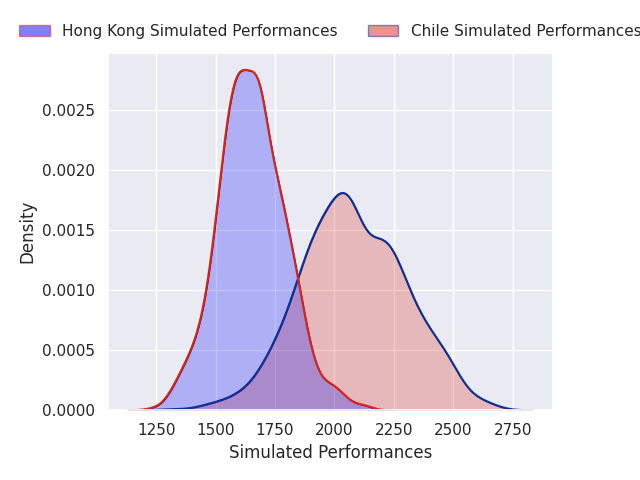 Hong Kong Simulated Performances
Chile Simulated Performances
0.0025
0.0020
0.0015
0.0010
0.0005
0.0000
Density
1250 1500 1750 2000 2250 2500 2750
Simulated Performances